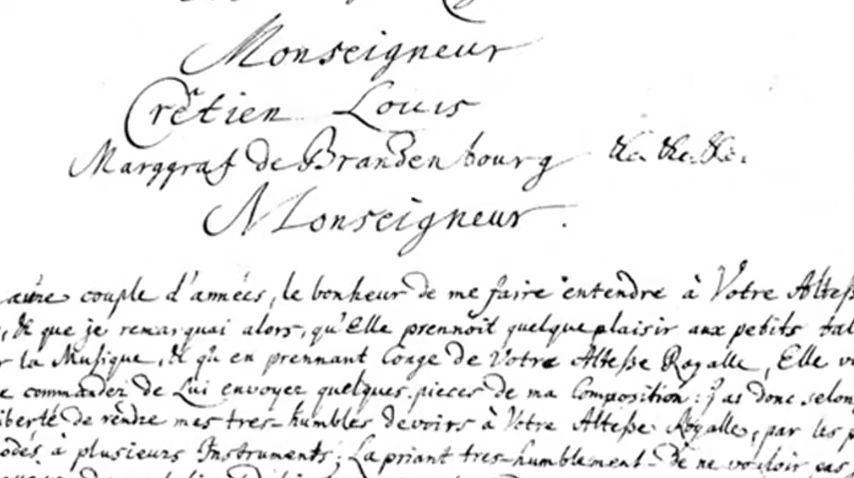 Monseigneur
Crêtien Louis
Marggraf de Brandenbourg &c. &c. &c.
Monseigneur.
couple d'années, le bonheur de me faire entendre à Votre Altesse
& que je remarquai alors, qu'Elle prennoit quelque plaisir aux petits
la Musique, & qu'en prennant Congé de Votre Altesse Royalle, Elle
commander de Lui envoyer quelques pieces de ma Composition: j'ai donc selon
de rendre mes tres-humbles devoirs à Votre Altesse Royalle, par les
à plusieurs Instruments; La priant tres-humblement de ne vouloir pas